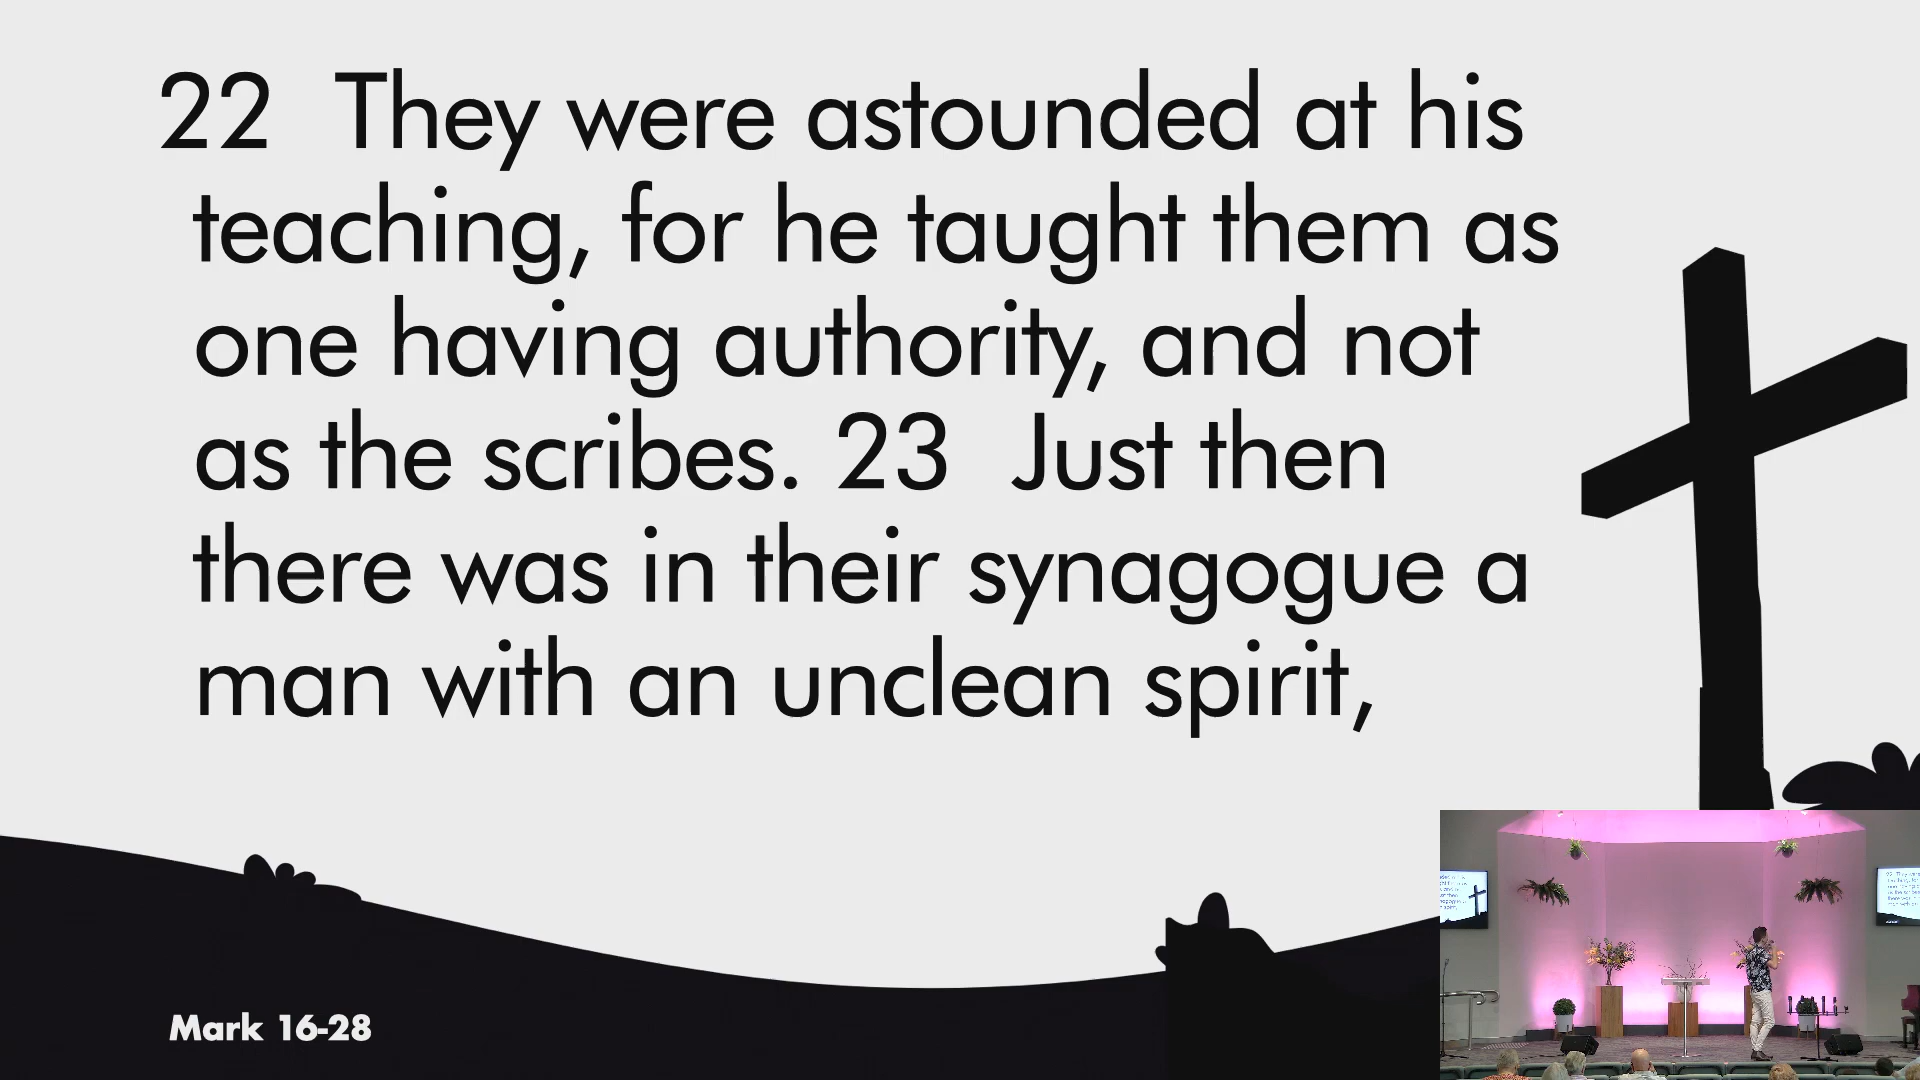 22 They were astounded at his
teaching, for he taught them as
one having authority, and not
as the scribes. 23 Just then
there was in their synagogue a
man with an unclean spirit,
Mark 16-28